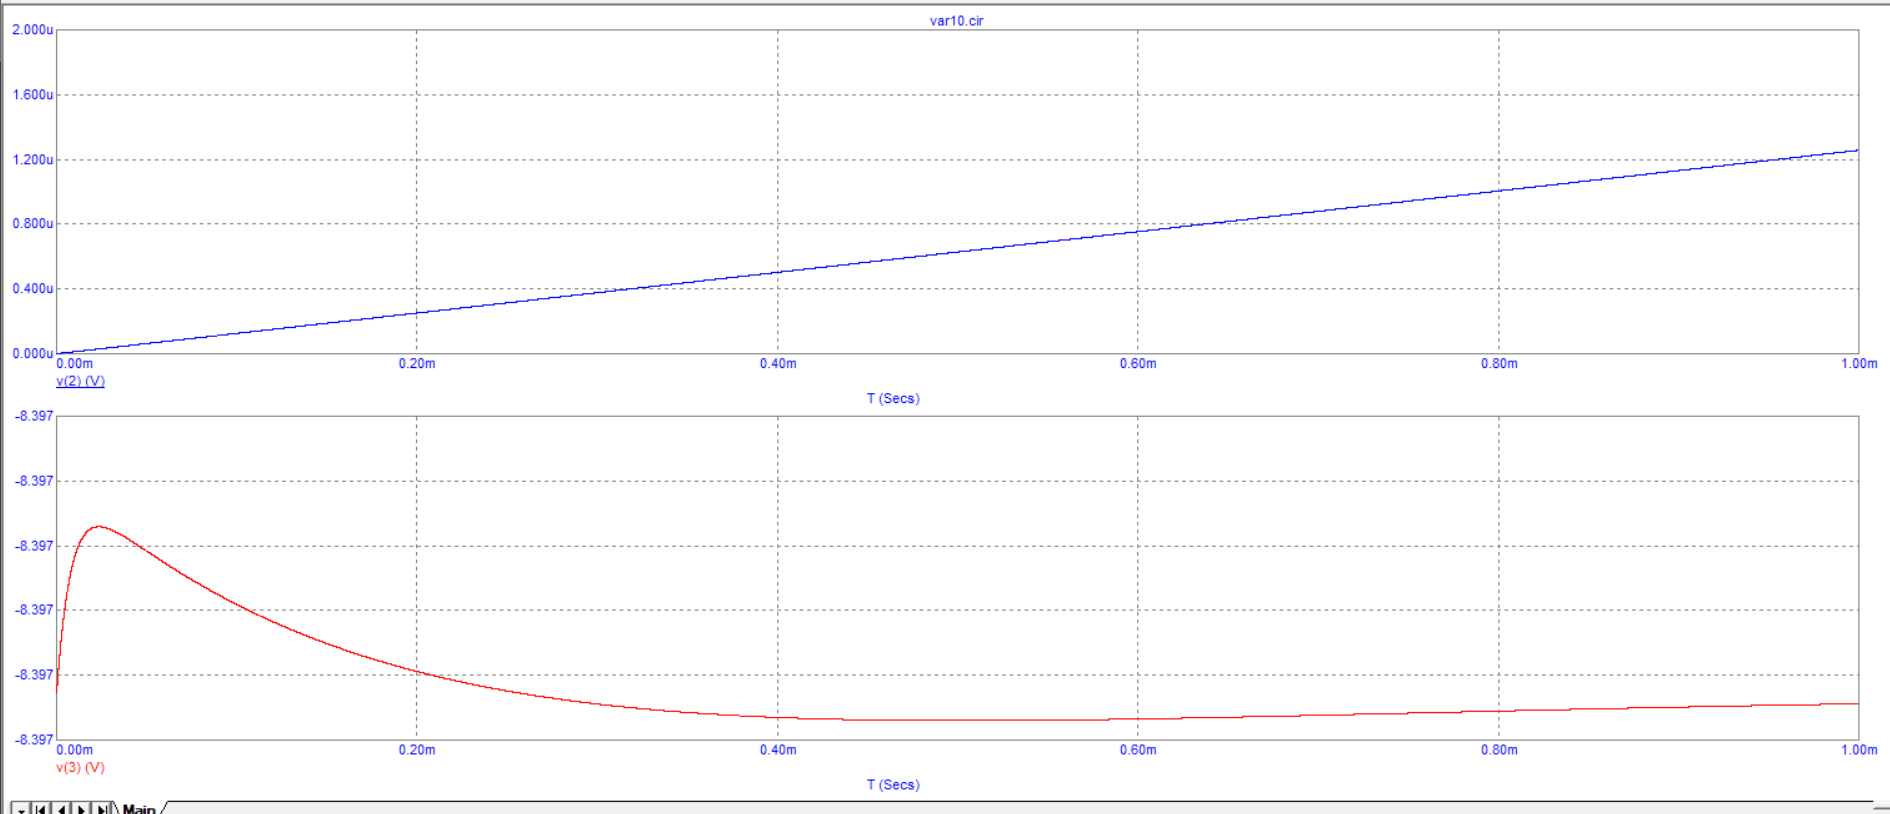 var10.cir
2.000u
1.600u
1.200u
0.800u
0.400u
0.000u
0.00m 0.20m 0.40m 0.60m 0.80m 1.00m
v(2) (V)
T (Secs)
-8.397
-8.397
-8.397
-8.397
-8.397
-8.397
0.00m 0.20m 0.40m 0.60m 0.80m 1.00m
v(3) (V)
T (Secs)
Main